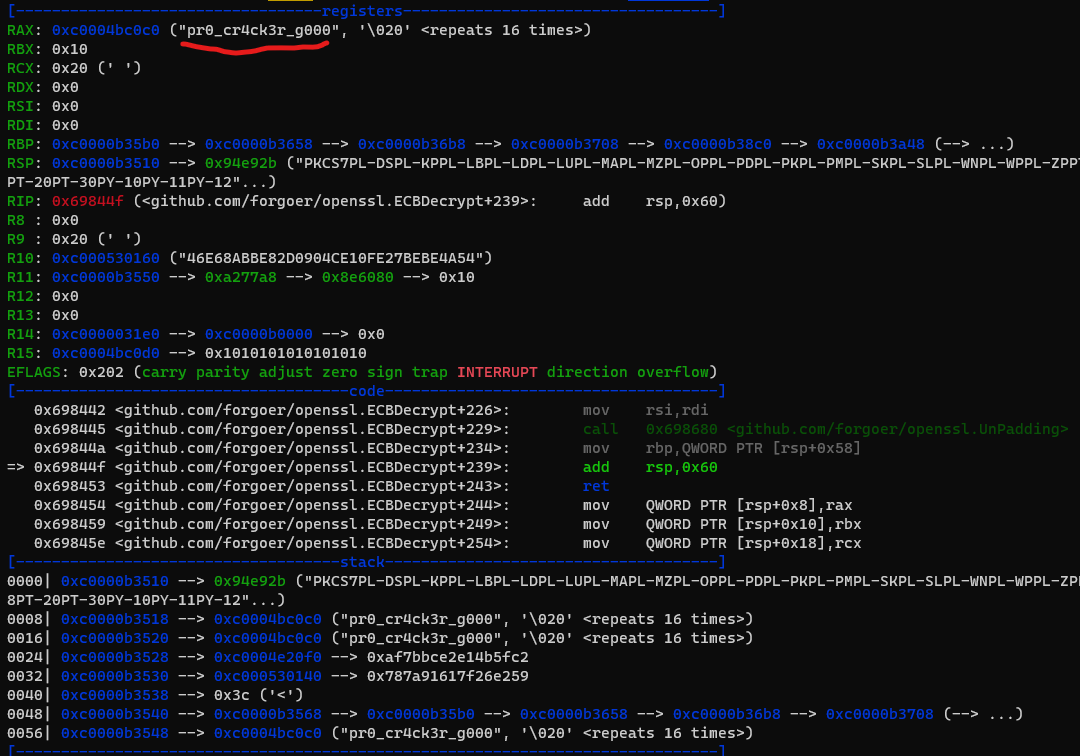 [----------------------------------registers-----------------------------------]
RAX: 0xc0004bc0c0 ("pr0_cr4ck3r_g000", '\020' <repeats 16 times>)
RBX: 0x10
RCX: 0x20 (' ')
RDX: 0x0
RSI: 0x0
RDI: 0x0
RBP: 0xc0000b35b0 --> 0xc0000b3658 --> 0xc0000b36b8 --> 0xc0000b3708 --> 0xc0000b38c0 --> 0xc0000b3a48 (--> ...)
RSP: 0xc0000b3510 --> 0x94e92b ("PKCS7PL-DSPL-KPPL-LBPL-LDPL-LUPL-MAPL-MZPL-OPPL-PDPL-PKPL-PMPL-SKPL-SLPL-WNPL-WPPL-ZPPT
PT-20PT-30PY-10PY-11PY-12"...)
RIP: 0x69844f (<github.com/forgoer/openssl.ECBDecrypt+239>: add rsp,0x60)
R8 : 0x0
R9 : 0x20 (' ')
R10: 0xc000530160 ("46E68ABBE82D0904CE10FE27BEBE4A54")
R11: 0xc0000b3550 --> 0xa277a8 --> 0x8e6080 --> 0x10
R12: 0x0
R13: 0x0
R14: 0xc0000031e0 --> 0xc0000b0000 --> 0x0
R15: 0xc0004bc0d0 --> 0x1010101010101010
EFLAGS: 0x202 (carry parity adjust zero sign trap INTERRUPT direction overflow)
[-------------------------------------code-------------------------------------]
0x698442 <github.com/forgoer/openssl.ECBDecrypt+226>: mov rsi,rdi
0x698445 <github.com/forgoer/openssl.ECBDecrypt+229>: call 0x698680 <github.com/forgoer/openssl.UnPadding>
0x69844a <github.com/forgoer/openssl.ECBDecrypt+234>: mov rbp,QWORD PTR [rsp+0x58]
=> 0x69844f <github.com/forgoer/openssl.ECBDecrypt+239>: add rsp,0x60
0x698453 <github.com/forgoer/openssl.ECBDecrypt+243>: ret
0x698454 <github.com/forgoer/openssl.ECBDecrypt+244>: mov QWORD PTR [rsp+0x8],rax
0x698459 <github.com/forgoer/openssl.ECBDecrypt+249>: mov QWORD PTR [rsp+0x10],rbx
0x69845e <github.com/forgoer/openssl.ECBDecrypt+254>: mov QWORD PTR [rsp+0x18],rcx
[------------------------------------stack-------------------------------------]
0000| 0xc0000b3510 --> 0x94e92b ("PKCS7PL-DSPL-KPPL-LBPL-LDPL-LUPL-MAPL-MZPL-OPPL-PDPL-PKPL-PMPL-SKPL-SLPL-WNPL-WPPL-ZP
8PT-20PT-30PY-10PY-11PY-12"...)
0008| 0xc0000b3518 --> 0xc0004bc0c0 ("pr0_cr4ck3r_g000", '\020' <repeats 16 times>)
0016| 0xc0000b3520 --> 0xc0004bc0c0 ("pr0_cr4ck3r_g000", '\020' <repeats 16 times>)
0024| 0xc0000b3528 --> 0xc0004e20f0 --> 0xaf7bbce2e14b5fc2
0032| 0xc0000b3530 --> 0xc000530140 --> 0x787a91617f26e259
0040| 0xc0000b3538 --> 0x3c ('<')
0048| 0xc0000b3540 --> 0xc0000b3568 --> 0xc0000b35b0 --> 0xc0000b3658 --> 0xc0000b36b8 --> 0xc0000b3708 (--> ...)
0056| 0xc0000b3548 --> 0xc0004bc0c0 ("pr0_cr4ck3r_g000", '\020' <repeats 16 times>)
[------------------------------------------------------------------------------]